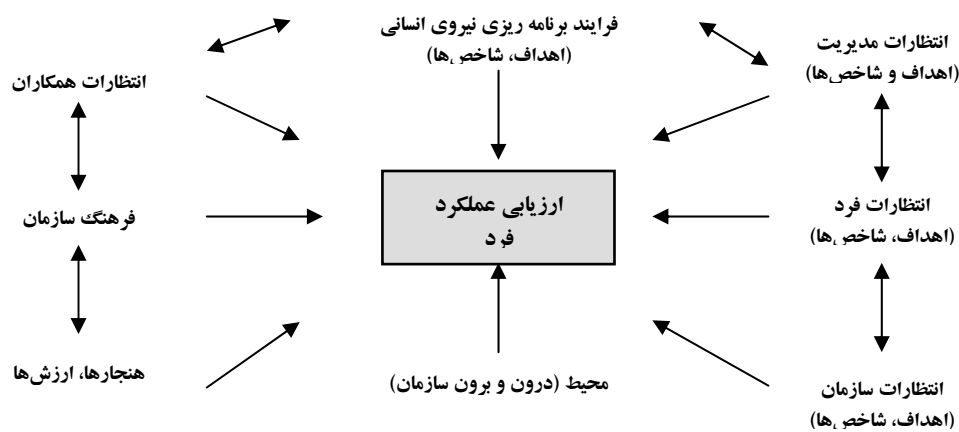 فرایند برنامه ریزی نیروی انسانی
(اهداف، شاخص‌ها)
انتظارات مدیریت
(اهداف و شاخص‌ها)
انتظارات همکاران
ارزیابی عملکرد
فرد
انتظارات فرد
(اهداف، شاخص‌ها)
فرهنگ سازمان
هنجارها، ارزش‌ها
محیط (درون و برون سازمان)
انتظارات سازمان
(اهداف، شاخص‌ها)